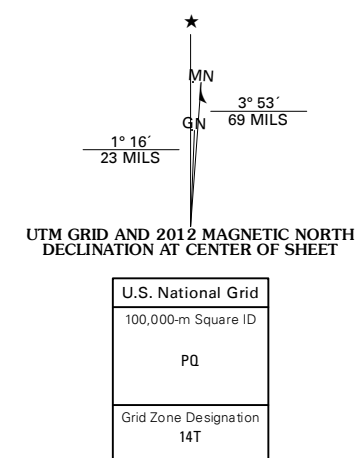 ★
MN
3° 53´
69 MILS
GN
1° 16´
23 MILS
UTM GRID AND 2012 MAGNETIC NORTH
DECLINATION AT CENTER OF SHEET
U.S. National Grid
100,000-m Square ID
PQ
Grid Zone Designation
14T